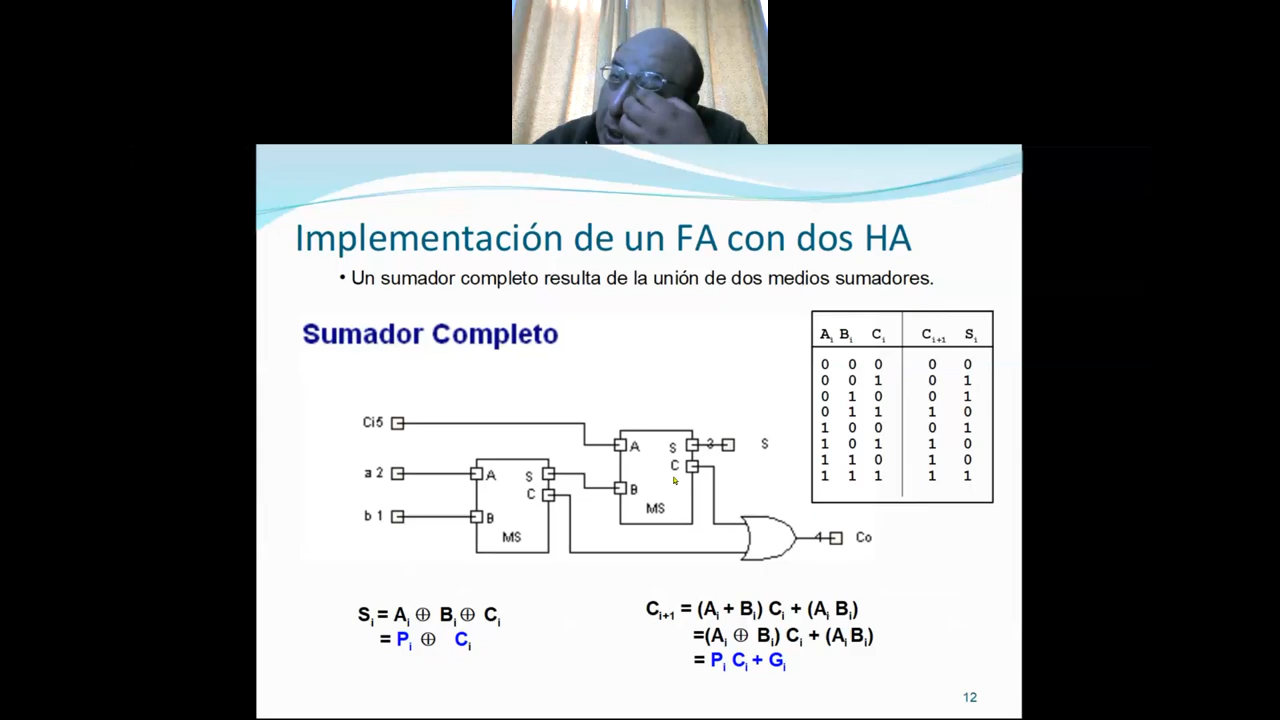 Implementación de un FA con dos HA
• Un sumador completo resulta de la unión de dos medios sumadores.
Sumador Completo
Ai Bi Ci Ci+1 Si
0 0 0 0 0
0 0 1 0 1
0 1 0 0 1
0 1 1 1 0
1 0 0 0 1
1 0 1 1 0
1 1 0 1 0
1 1 1 1 1
Ci5
A S 3 S
C
a 2
A S
C
B
MS
b 1
B
MS
4 Co
Si = Ai ⊕ Bi ⊕ Ci
= Pi ⊕ Ci
Ci+1 = (Ai + Bi) Ci + (Ai Bi)
=(Ai ⊕ Bi) Ci + (Ai Bi)
= Pi Ci + Gi
12